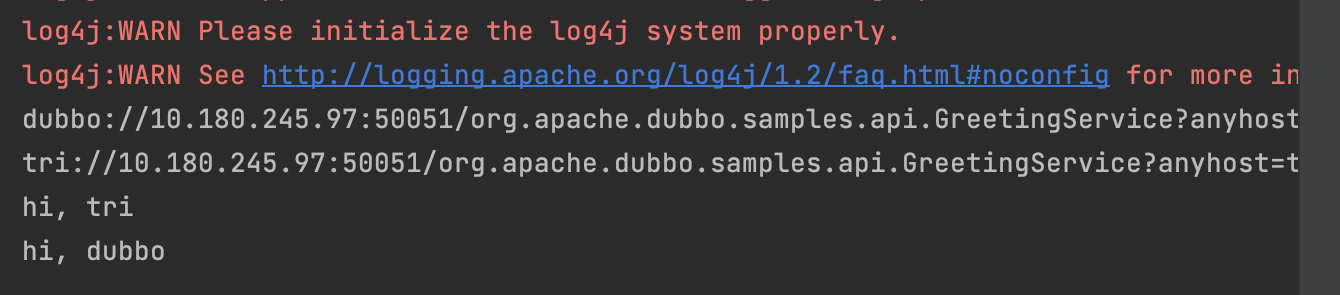 log4j:WARN Please initialize the log4j system properly.
log4j:WARN See http://logging.apache.org/log4j/1.2/faq.html#noconfig for more in
dubbo://10.180.245.97:50051/org.apache.dubbo.samples.api.GreetingService?anyhost
tri://10.180.245.97:50051/org.apache.dubbo.samples.api.GreetingService?anyhost=t
hi, tri
hi, dubbo